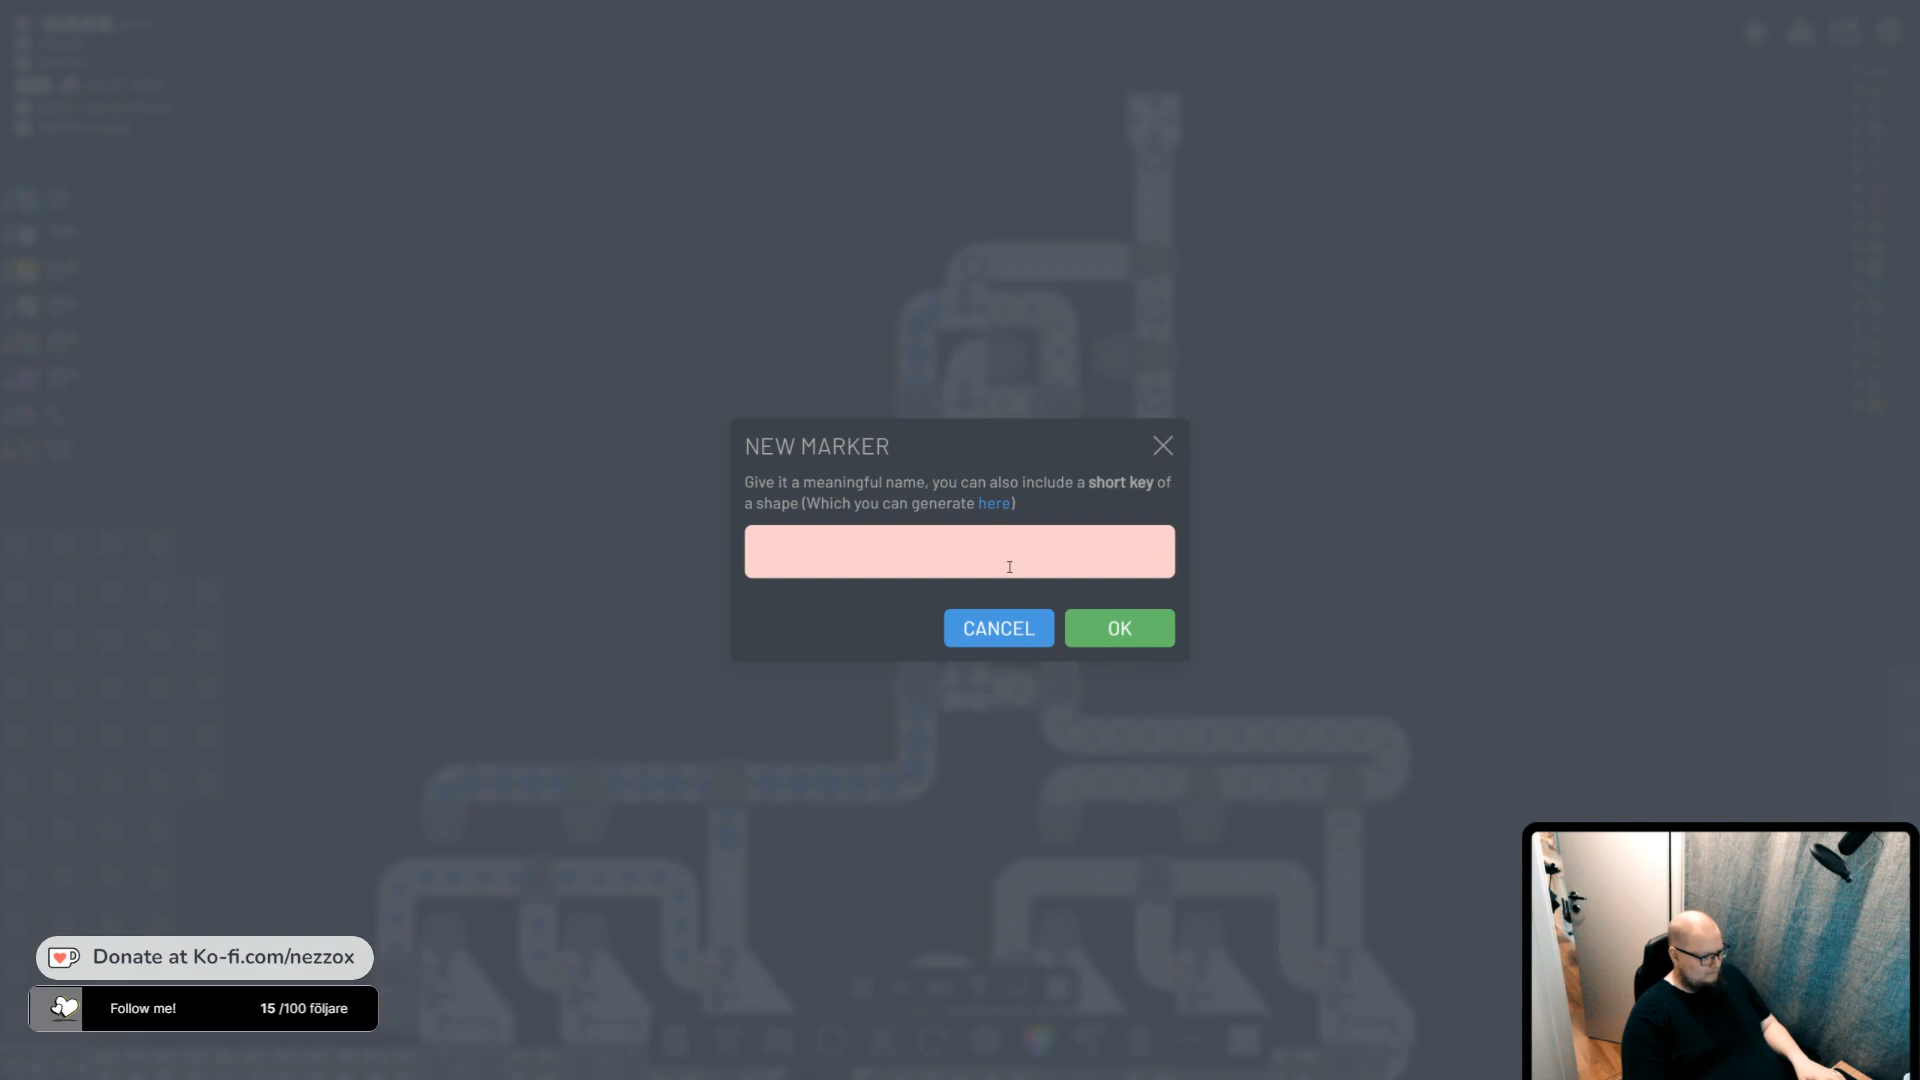 NEW MARKER
Give it a meaningful name, you can also include a short key of
a shape (Which you can generate here)
CANCEL
OK
Donate at Ko-fi.com/nezzox
Follow me! 15 /100 följare